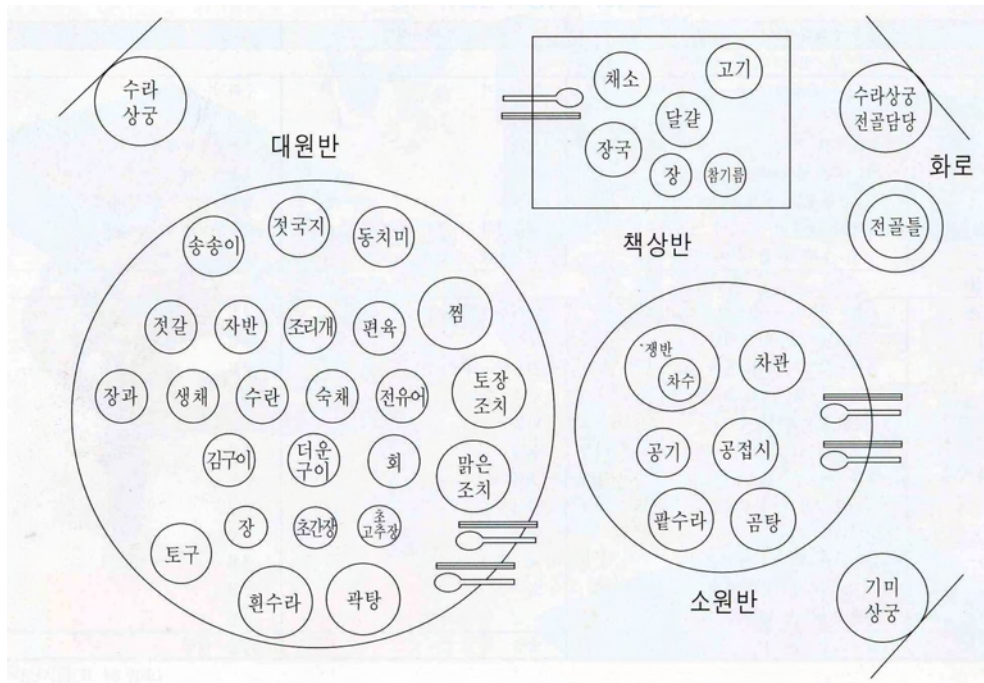 수라
상궁
대원반
송송이
젓국지
동치미
젓갈
자반
조리개
편육
찜
장과
생채
수란
숙채
전유어
토장
조치
김구이
더운
구이
회
맑은
조치
장
초간장
초
고추장
토구
흰수라
곽탕
채소
고기
달걀
장국
장
참기름
책상반
수라상궁
전골담당
화로
전골틀
쟁반
차수
차관
공기
공접시
팥수라
곰탕
소원반
기미
상궁